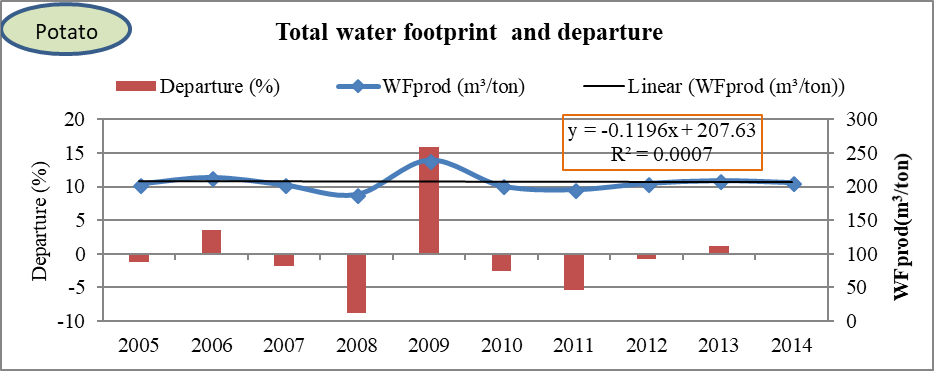 Potato
Total water footprint and departure
Departure (%)
WFprod (m³/ton)
Linear (WFprod (m³/ton))
y = -0.1196x + 207.63
R² = 0.0007
20
15
10
5
0
-5
-10
Departure (%)
300
250
200
150
100
50
0
WFprod(m³/ton)
2005 2006 2007 2008 2009 2010 2011 2012 2013 2014